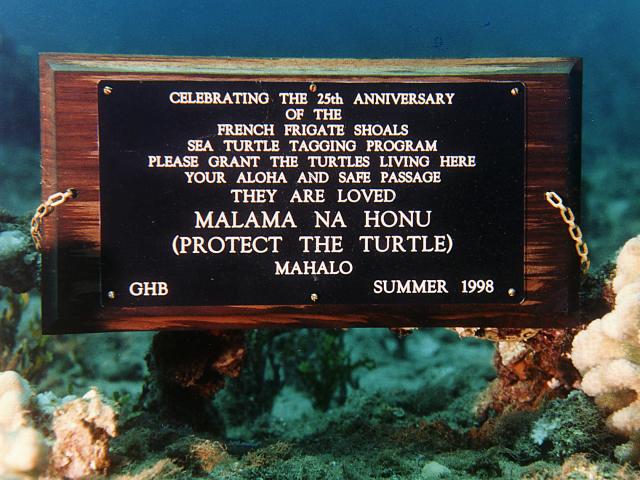 CELEBRATING THE 25th ANNIVERSARY
OF THE
FRENCH FRIGATE SHOALS
SEA TURTLE TAGGING PROGRAM
PLEASE GRANT THE TURTLES LIVING HERE
YOUR ALOHA AND SAFE PASSAGE
THEY ARE LOVED
MALAMA NA HONU
(PROTECT THE TURTLE)
MAHALO
GHB SUMMER 1998